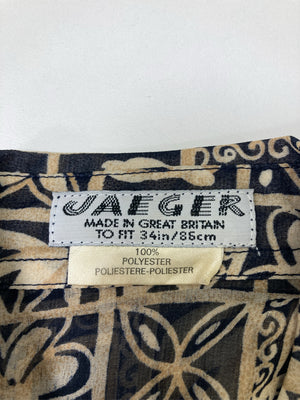 JAEGER
MADE IN GREAT BRITAIN
TO FIT 34in/86cm
100%
POLYESTER
POLIESTERE-POLIESTER